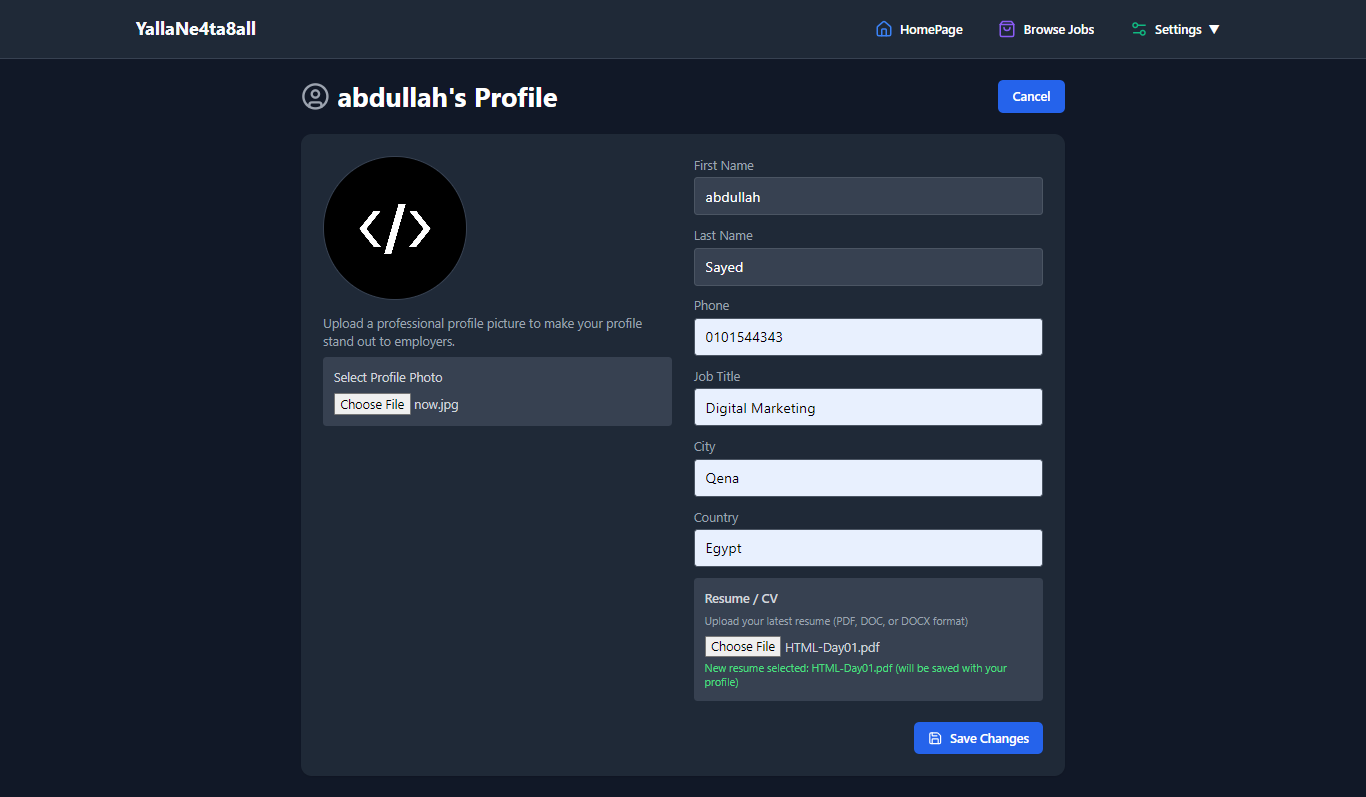 YallaNe4ta8all
HomePage
Browse Jobs
Settings ▼
abdullah's Profile
Cancel
</>
Upload a professional profile picture to make your profile
stand out to employers.
Select Profile Photo
Choose File now.jpg
First Name
abdullah
Last Name
Sayed
Phone
0101544343
Job Title
Digital Marketing
City
Qena
Country
Egypt
Resume / CV
Upload your latest resume (PDF, DOC, or DOCX format)
Choose File HTML-Day01.pdf
New resume selected: HTML-Day01.pdf (will be saved with your
profile)
Save Changes